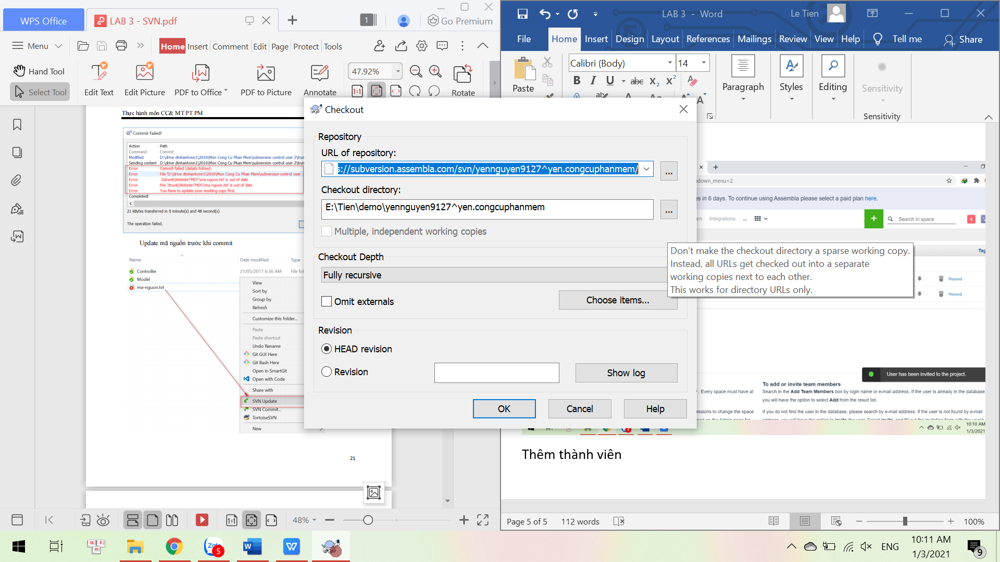 WPS Office
LAB 3 - SVN.pdf
1
Go Premium
Menu
Home Insert Comment Edit Page Protect Tools
Hand Tool
Select Tool
Edit Text
Edit Picture
PDF to Office
PDF to Picture
Annotate
47.92%
Rotate
Thực hành môn CC& MT PT PM
Commit Failed!
Action Path
Command Commit
Modified D:\drive dinhanhvnn1\2016\Mon Cong Cu Phan Mem\subversion control user 2\trun
Sending content D:\drive dinhanhvnn1\2016\Mon Cong Cu Phan Mem\subversion control user 2\trun
Error Commit failed (details follow):
Error File 'D:\drive dinhanhvnn1\2016\Mon Cong Cu Phan Mem\subversion control user
Error 2\trunk\WebsiteTMDT\ma-nguon.txt' is out of date
Error File '/trunk/WebsiteTMDT/ma-nguon.txt' is out of date
Error You have to update your working copy first.
Completed!
21 kBytes transferred in 0 minute(s) and 48 second(s)
The operation failed.
Update mã nguồn trước khi commit
Name Date modified Type
Controller 21/05/2017 6:36 AM File fol
Model
ma-nguon.txt
View
Sort by
Group by
Refresh
Customize this folder...
Paste
Paste shortcut
Undo Rename
Git GUI Here
Git Bash Here
Open in SmartGit
Open with Code
Share with
SVN Update
SVN Commit...
TortoiseSVN
New
21
48%
LAB 3 - Word
Le Tien
File Home Insert Design Layout References Mailings Review View Help Tell me Share
Paste
Calibri (Body) 14
Paragraph
Styles
Editing
Sensitivity
Sensitivity
Checkout
Repository
URL of repository:
s://subversion.assembla.com/svn/yennguyen9127^yen.congcuphanmem/
...
Checkout directory:
E:\Tien\demo\yennguyen9127^yen.congcuphanmem
...
Multiple, independent working copies
Checkout Depth
Fully recursive
Omit externals
Choose items...
Revision
HEAD revision
Revision
Show log
OK
Cancel
Help
Don't make the checkout directory a sparse working copy.
Instead, all URLs get checked out into a separate
working copies next to each other.
This works for directory URLs only.
down_menu=2
es in 6 days. To continue using Assembla please select a paid plan here.
Integrations ...
Search in space
4
Tag
Remind
Remind
User has been invited to the project.
To add or invite team members
. Every space must have at
Search in the Add Team Members box by login name or e-mail address. If the user is already in the database,
you will have the option to select Add from the result list.
issions to change the space
If you do not find the user in the database, please search by e-mail address. If the user is not found by e-mail
10:10 AM
1/3/2021
Thêm thành viên
Page 5 of 5 112 words
100%
5
ENG
10:11 AM
1/3/2021
9